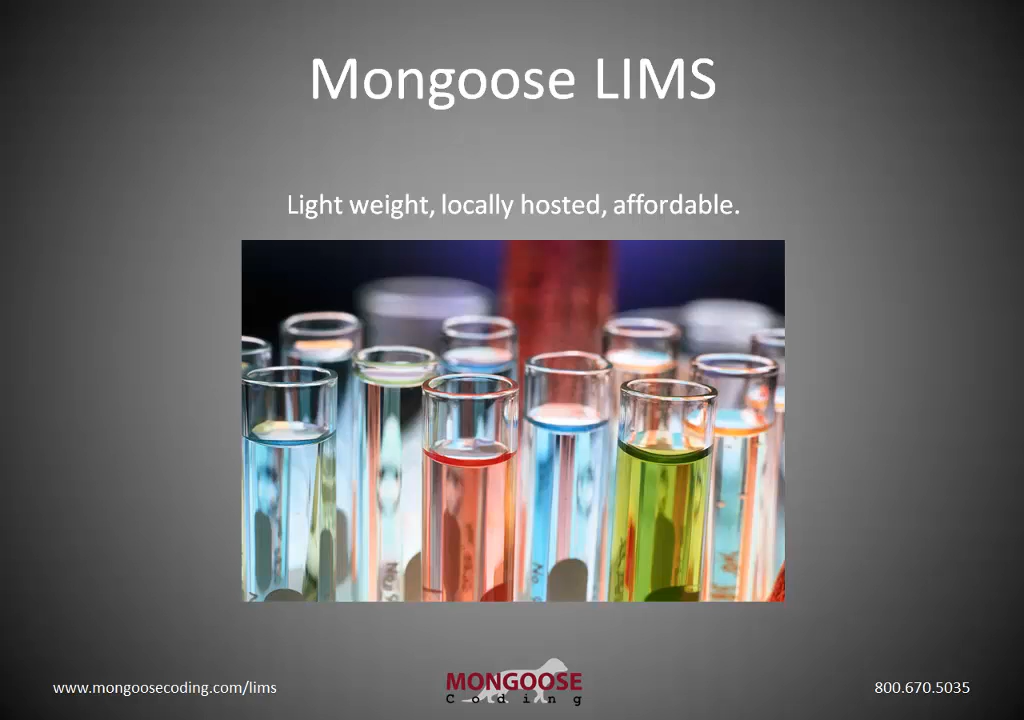 Mongoose LIMS
Light weight, locally hosted, affordable.
www.mongoosecoding.com/lims
MONGOOSE
Coding
800.670.5035